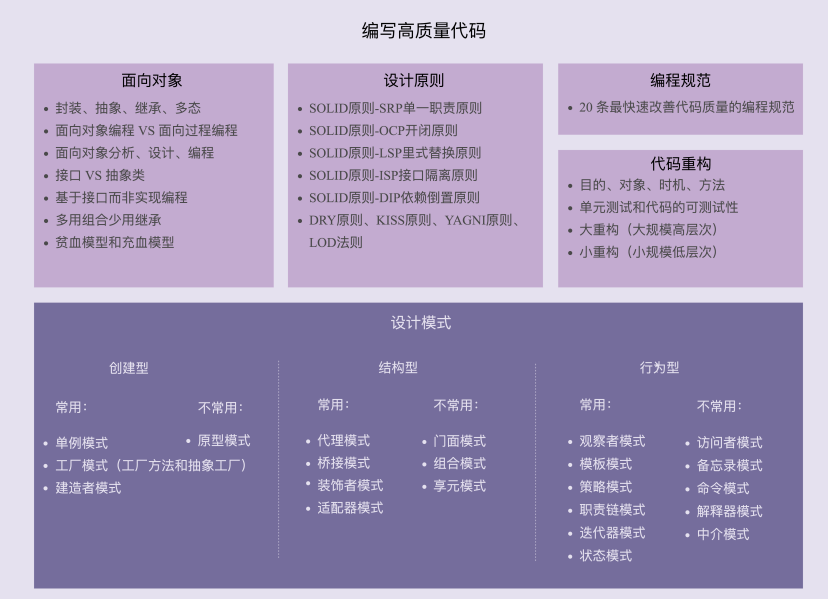 编写高质量代码
面向对象
封装、抽象、继承、多态
面向对象编程 VS 面向过程编程
面向对象分析、设计、编程
接口 VS 抽象类
基于接口而非实现编程
多用组合少用继承
贫血模型和充血模型
设计原则
SOLID原则-SRP单一职责原则
SOLID原则-OCP开闭原则
SOLID原则-LSP里式替换原则
SOLID原则-ISP接口隔离原则
SOLID原则-DIP依赖倒置原则
DRY原则、KISS原则、YAGNI原则、
LOD法则
编程规范
20 条最快速改善代码质量的编程规范
代码重构
目的、对象、时机、方法
单元测试和代码的可测试性
大重构（大规模高层次）
小重构（小规模低层次）
设计模式
创建型
常用：
单例模式
工厂模式（工厂方法和抽象工厂）
建造者模式
不常用：
原型模式
结构型
常用：
代理模式
桥接模式
装饰者模式
适配器模式
不常用：
门面模式
组合模式
享元模式
行为型
常用：
观察者模式
模板模式
策略模式
职责链模式
迭代器模式
状态模式
不常用：
访问者模式
备忘录模式
命令模式
解释器模式
中介模式